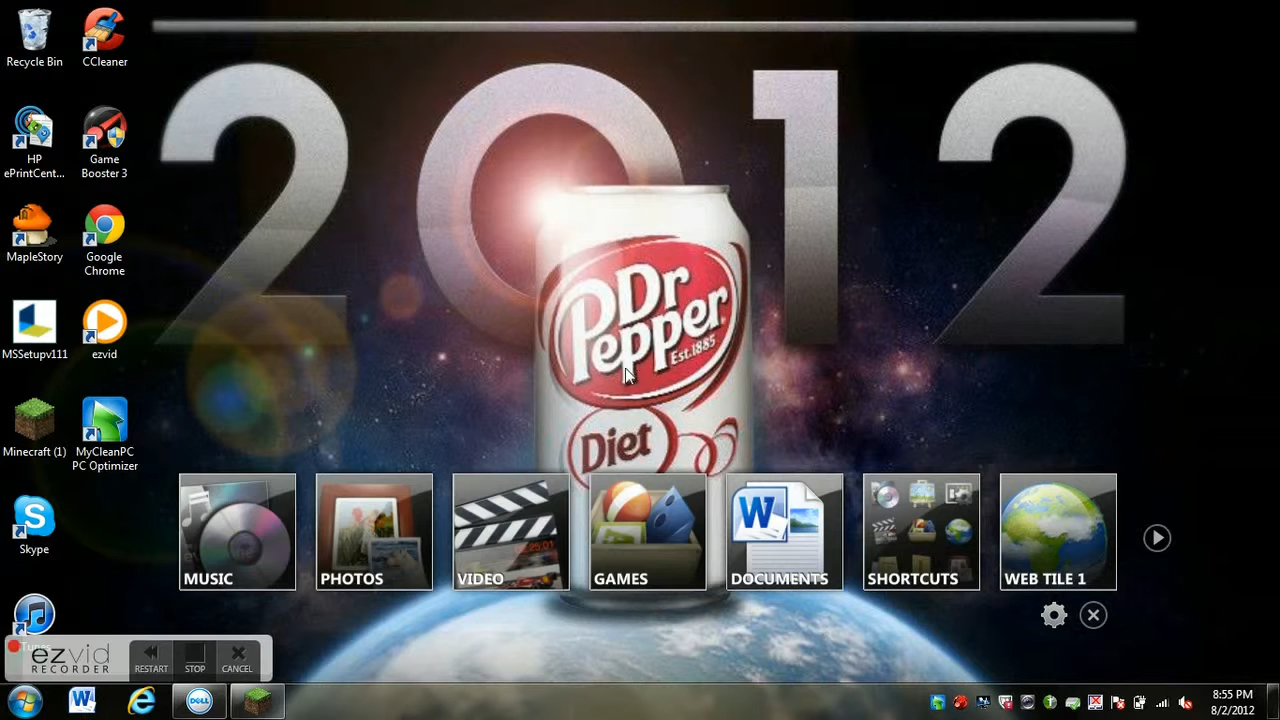 2012
Recycle Bin
CCleaner
HP
ePrintCent...
Game
Booster 3
MapleStory
Google
Chrome
MSSetupv111
ezvid
Minecraft (1)
MyCleanPC
PC Optimizer
Skype
iTunes
Dr
Pepper
Est.1885
Diet
MUSIC
PHOTOS
VIDEO
GAMES
DOCUMENTS
SHORTCUTS
WEB TILE 1
ezvid
RECORDER
RESTART
STOP
CANCEL
DELL
8:55 PM
8/2/2012